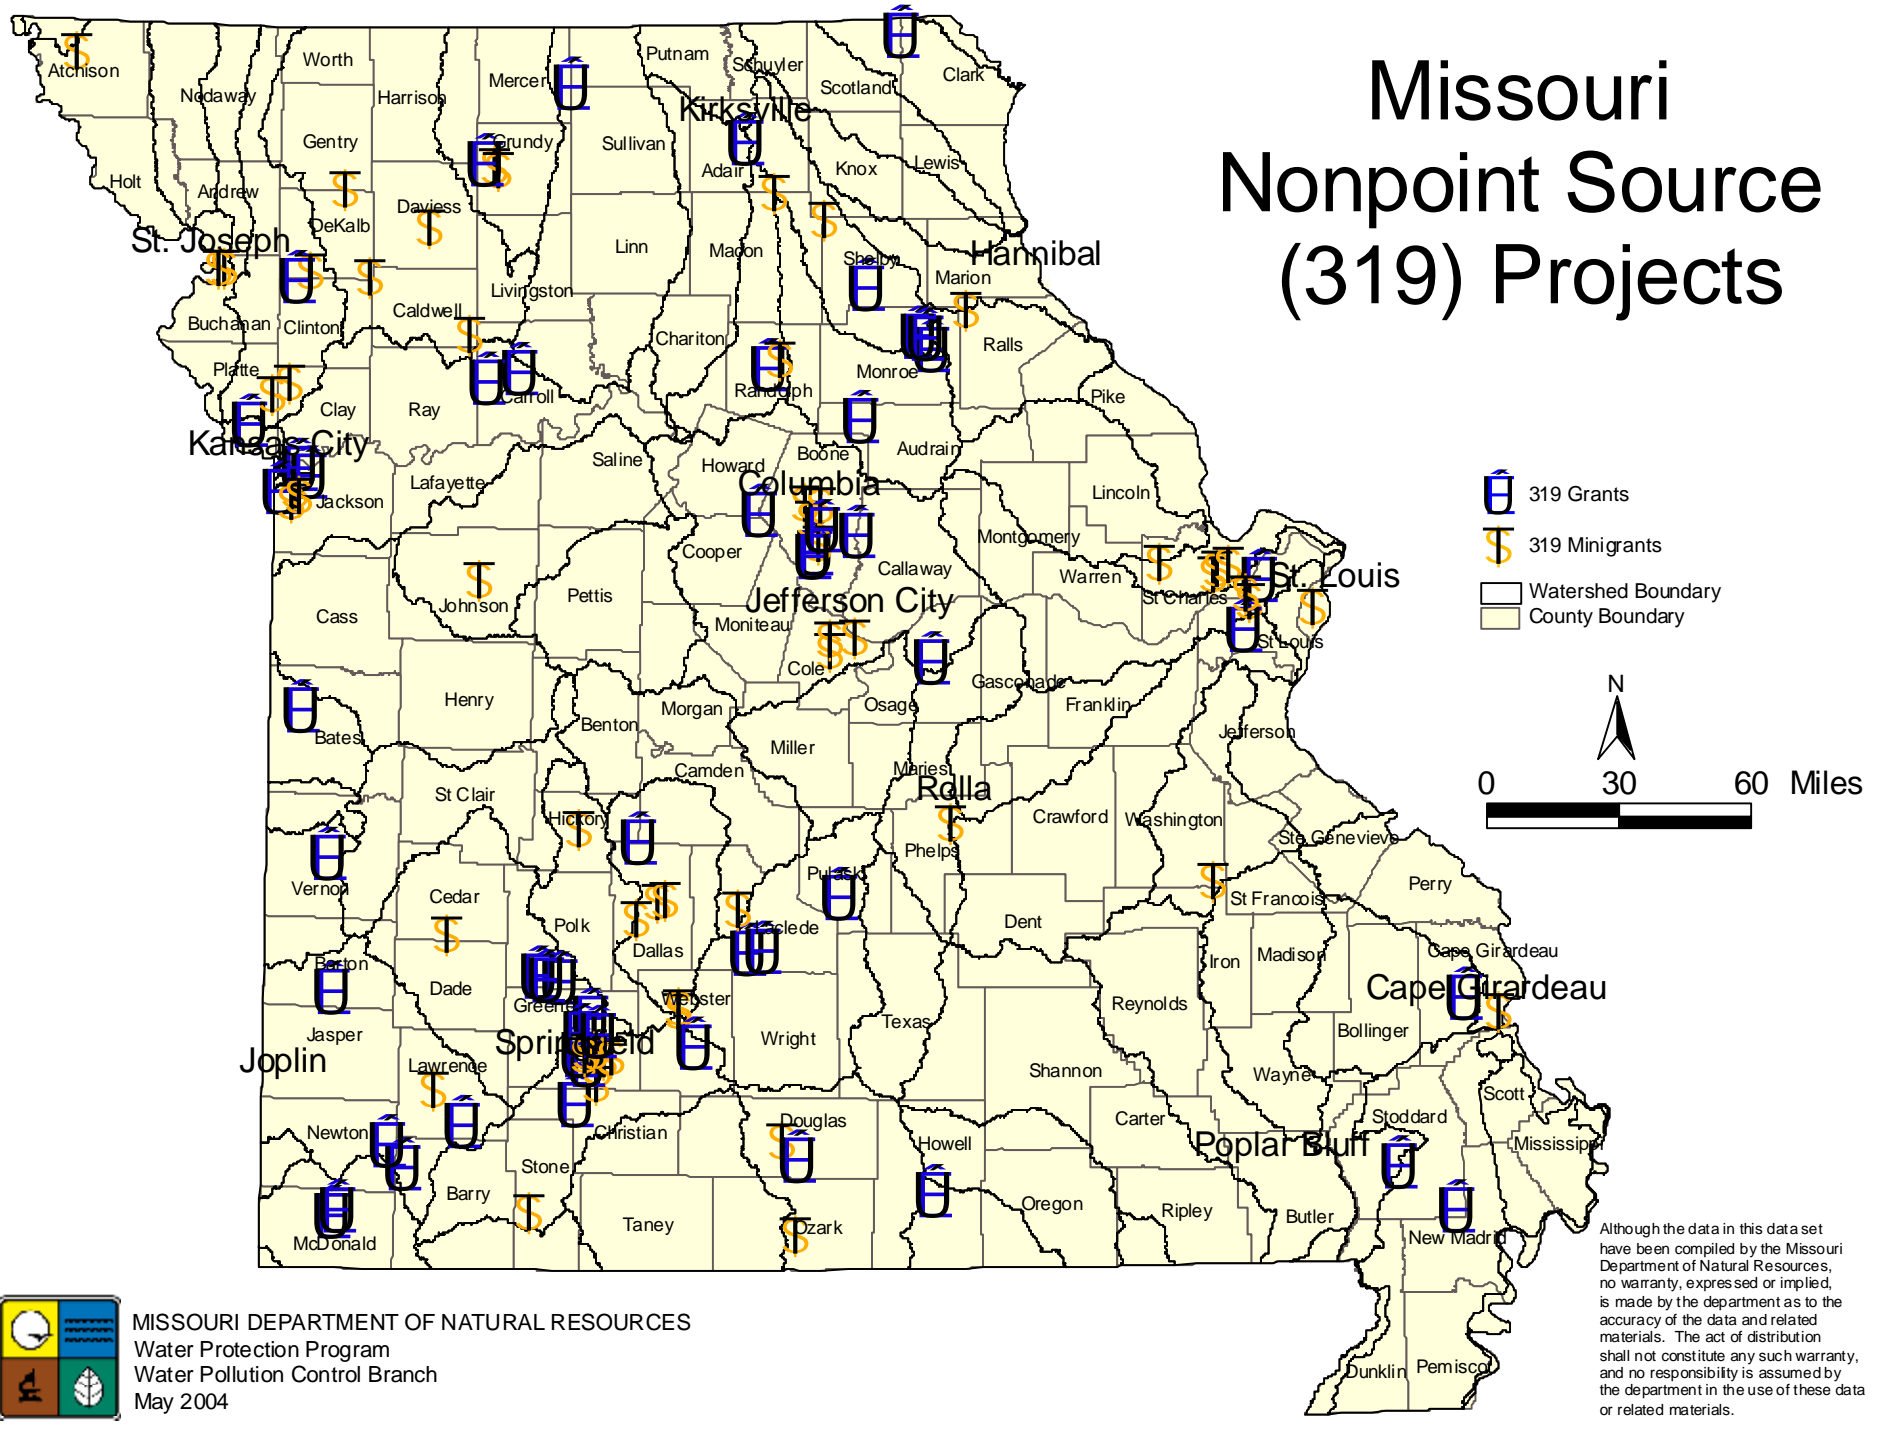 Missouri
Nonpoint Source
(319) Projects
Atchison
Worth
Nodaway
Harrison
Mercer
Putnam
Schuyler
Scotland
Clark
Kirksville
Gentry
Grundy
Sullivan
Adair
Knox
Lewis
Holt
Andrew
DeKalb
Daviess
Linn
Macon
Shelby
Marion
Hannibal
St. Joseph
Buchanan
Clinton
Caldwell
Livingston
Chariton
Randolph
Monroe
Ralls
Platte
Clay
Ray
Carroll
Pike
Kansas City
Jackson
Lafayette
Saline
Howard
Boone
Audrain
Columbia
Lincoln
319 Grants
319 Minigrants
Watershed Boundary
County Boundary
Cooper
Callaway
Montgomery
Warren
St Charles
St. Louis
St Louis
Cass
Johnson
Pettis
Moniteau
Jefferson City
Cole
Osage
Gasconade
Franklin
Jefferson
Bates
Henry
Benton
Morgan
Miller
Maries
Camden
Rolla
St Clair
Hickory
Phelps
Crawford
Washington
Ste Genevieve
N
0 30 60 Miles
Vernon
Cedar
Polk
Dallas
Laclede
Pulaski
Dent
St Francois
Perry
Iron
Madison
Cape Girardeau
Cape Girardeau
Bollinger
Barton
Dade
Greene
Webster
Wright
Texas
Reynolds
Jasper
Joplin
Lawrence
Springfield
Shannon
Wayne
Scott
Newton
Christian
Douglas
Howell
Carter
Poplar Bluff
Stoddard
Mississippi
McDonald
Barry
Stone
Taney
Ozark
Oregon
Ripley
Butler
New Madrid
Dunklin
Pemiscot
MISSOURI DEPARTMENT OF NATURAL RESOURCES
Water Protection Program
Water Pollution Control Branch
May 2004
Although the data in this data set
have been compiled by the Missouri
Department of Natural Resources,
no warranty, expressed or implied,
is made by the department as to the
accuracy of the data and related
materials. The act of distribution
shall not constitute any such warranty,
and no responsibility is assumed by
the department in the use of these data
or related materials.